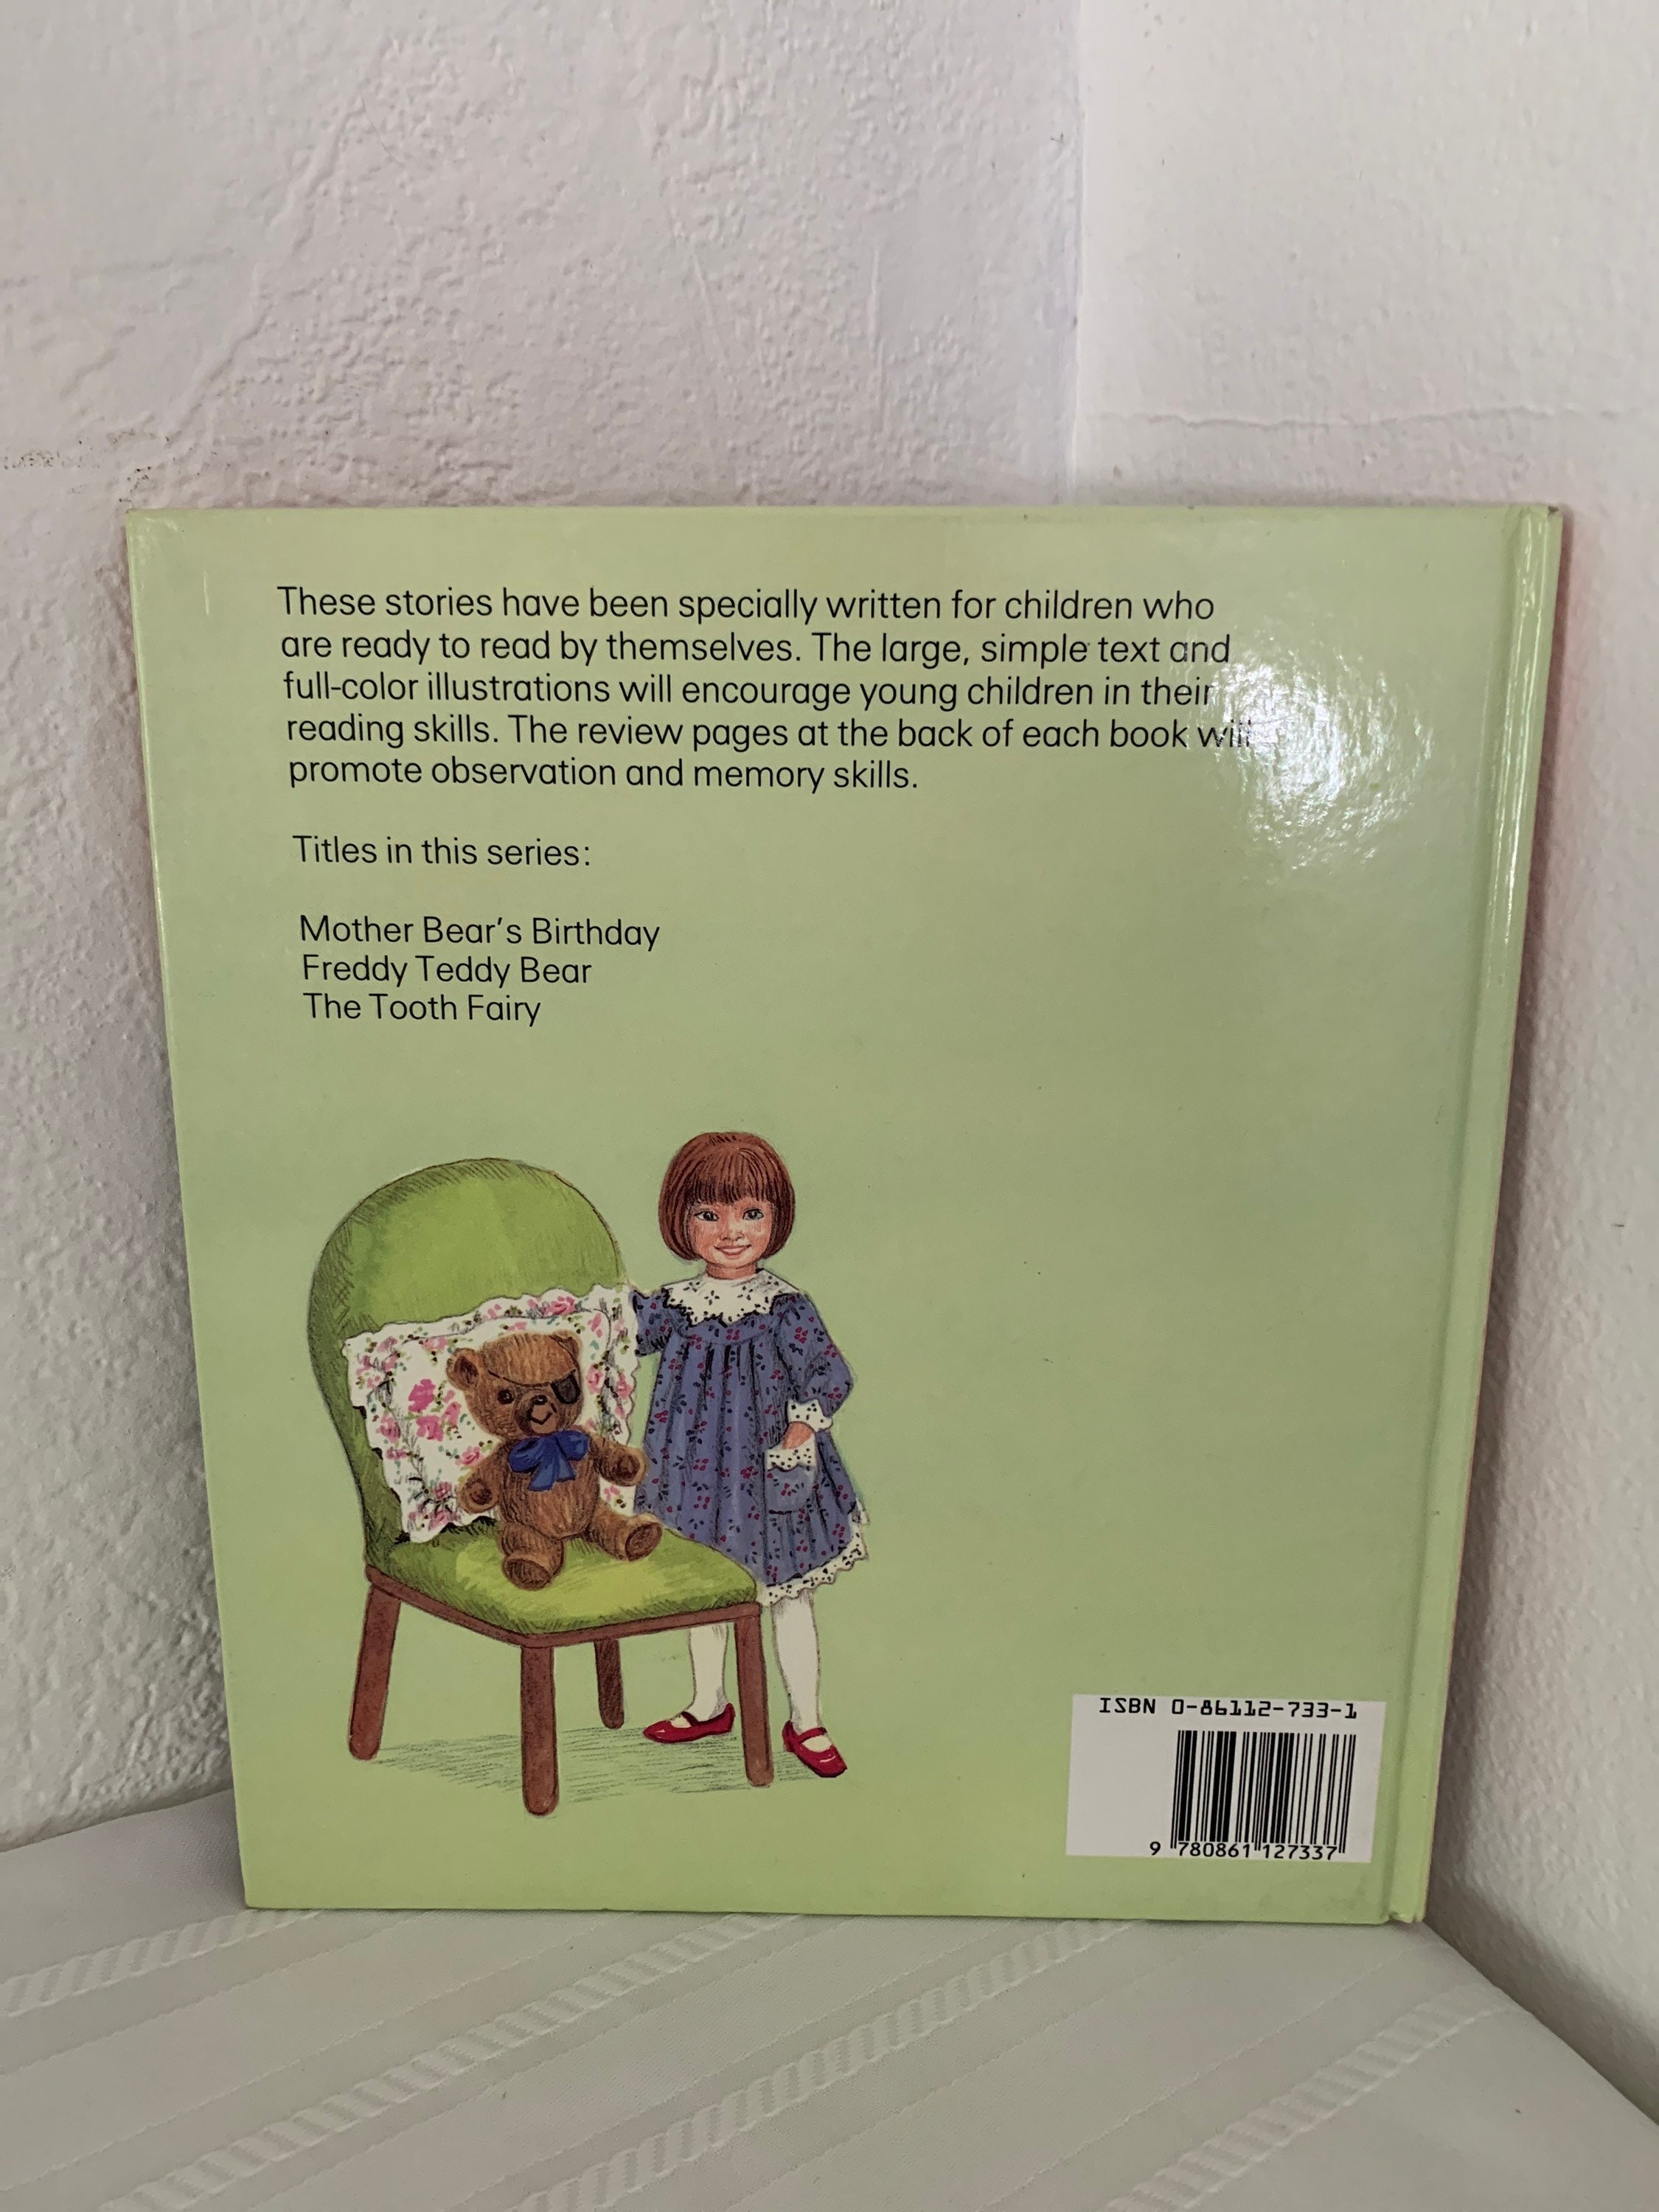 These stories have been specially written for children who
are ready to read by themselves. The large, simple text and
full-color illustrations will encourage young children in their
reading skills. The review pages at the back of each book will
promote observation and memory skills.
Titles in this series:
Mother Bear's Birthday
Freddy Teddy Bear
The Tooth Fairy
ISBN 0-86112-733-1
9 780861 127337